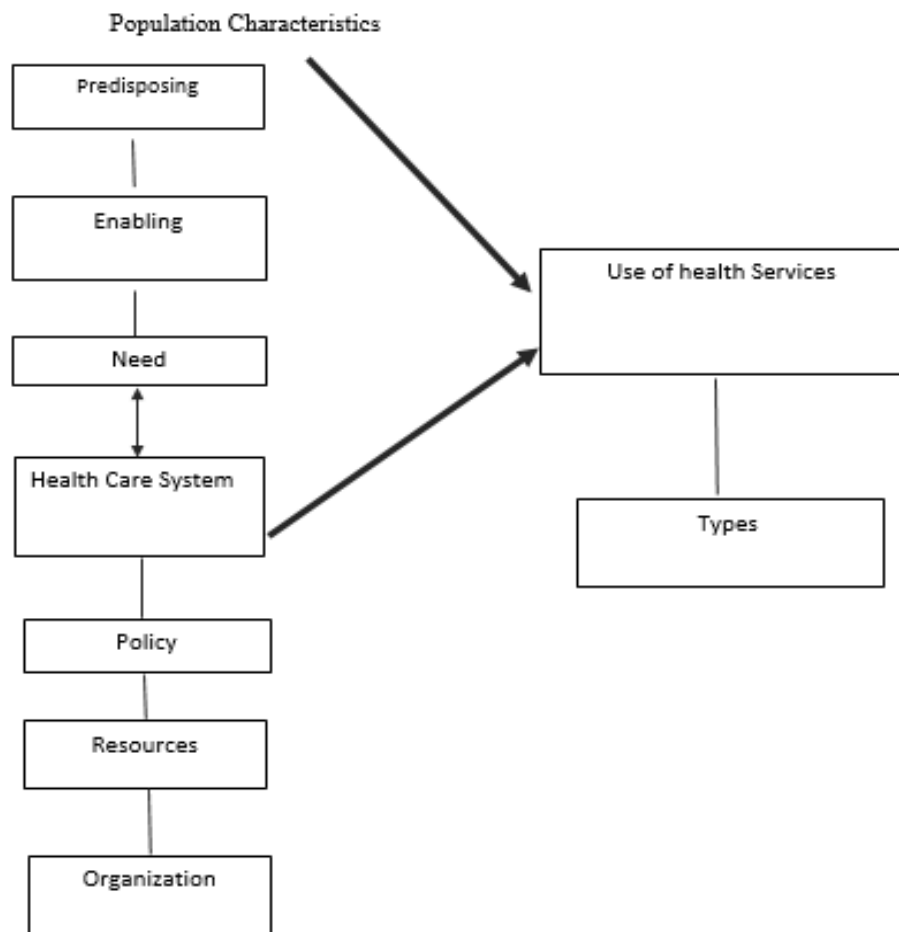 Population Characteristics
Predisposing
Enabling
Need
Health Care System
Policy
Resources
Organization
Use of health Services
Types